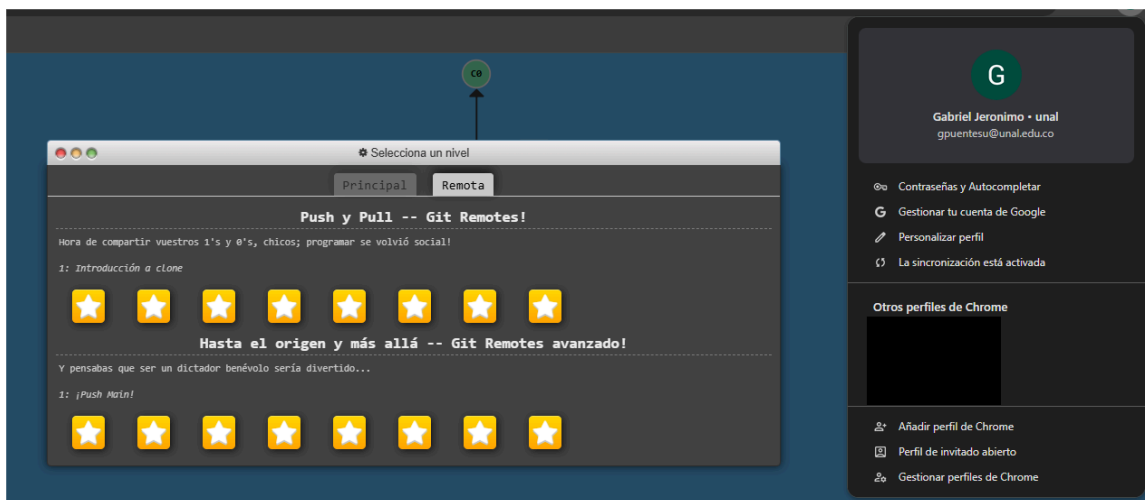 C0
Selecciona un nivel
Principal Remota
Push y Pull -- Git Remotes!
Hora de compartir vuestros 1's y 0's, chicos; programar se volvió social!
1: Introducción a clone
Hasta el origen y más allá -- Git Remotes avanzado!
Y pensabas que ser un dictador benévolo sería divertido...
1: ¡Push Main!
G
Gabriel Jeronimo • unal
gpuentesu@unal.edu.co
Contraseñas y Autocompletar
G Gestionar tu cuenta de Google
Personalizar perfil
La sincronización está activada
Otros perfiles de Chrome
Añadir perfil de Chrome
Perfil de invitado abierto
Gestionar perfiles de Chrome